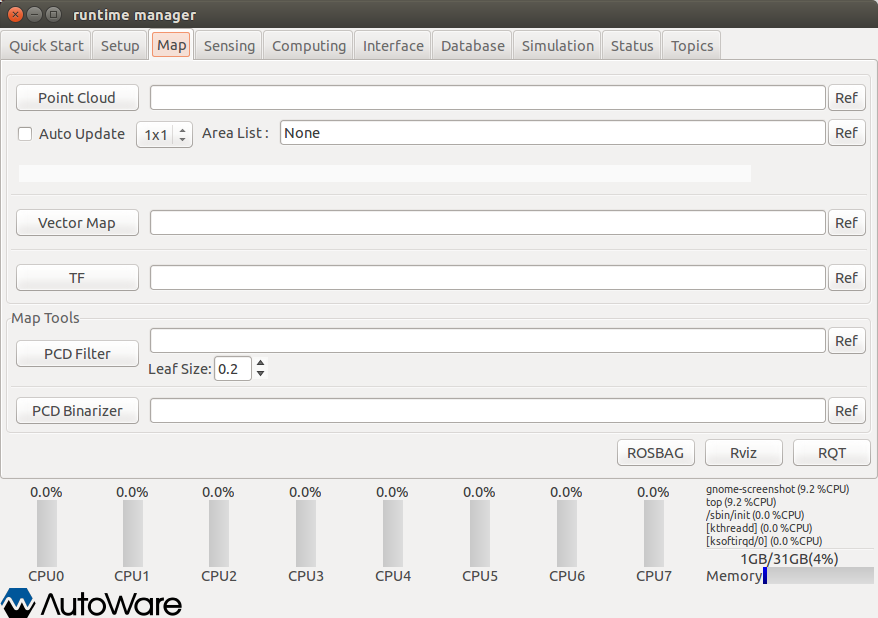 runtime manager
Quick Start Setup Map Sensing Computing Interface Database Simulation Status Topics
Point Cloud Ref
Auto Update 1x1 Area List : None Ref
Vector Map Ref
TF Ref
Map Tools
PCD Filter Ref
Leaf Size: 0.2
PCD Binarizer Ref
ROSBAG Rviz RQT
0.0% 0.0% 0.0% 0.0% 0.0% 0.0% 0.0% 0.0%
CPU0 CPU1 CPU2 CPU3 CPU4 CPU5 CPU6 CPU7
gnome-screenshot (9.2 %CPU)
top (9.2 %CPU)
/sbin/init (0.0 %CPU)
[kthreadd] (0.0 %CPU)
[ksoftirqd/0] (0.0 %CPU)
1GB/31GB(4%)
Memory
AutoWare